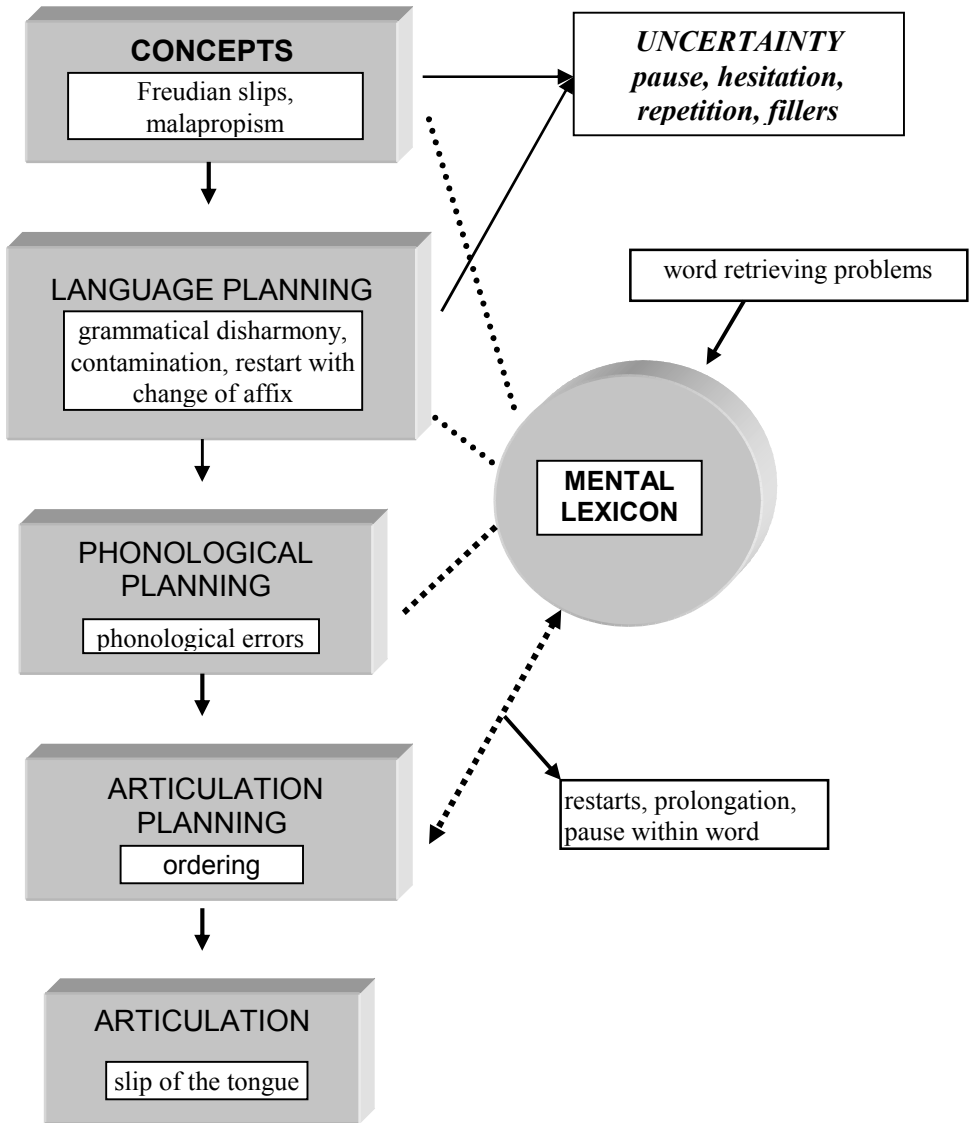 CONCEPTS
Freudian slips,
malapropism
UNCERTAINTY
pause, hesitation,
repetition, fillers
LANGUAGE PLANNING
grammatical disharmony,
contamination, restart with
change of affix
word retrieving problems
MENTAL
LEXICON
PHONOLOGICAL
PLANNING
phonological errors
ARTICULATION
PLANNING
ordering
restarts, prolongation,
pause within word
ARTICULATION
slip of the tongue